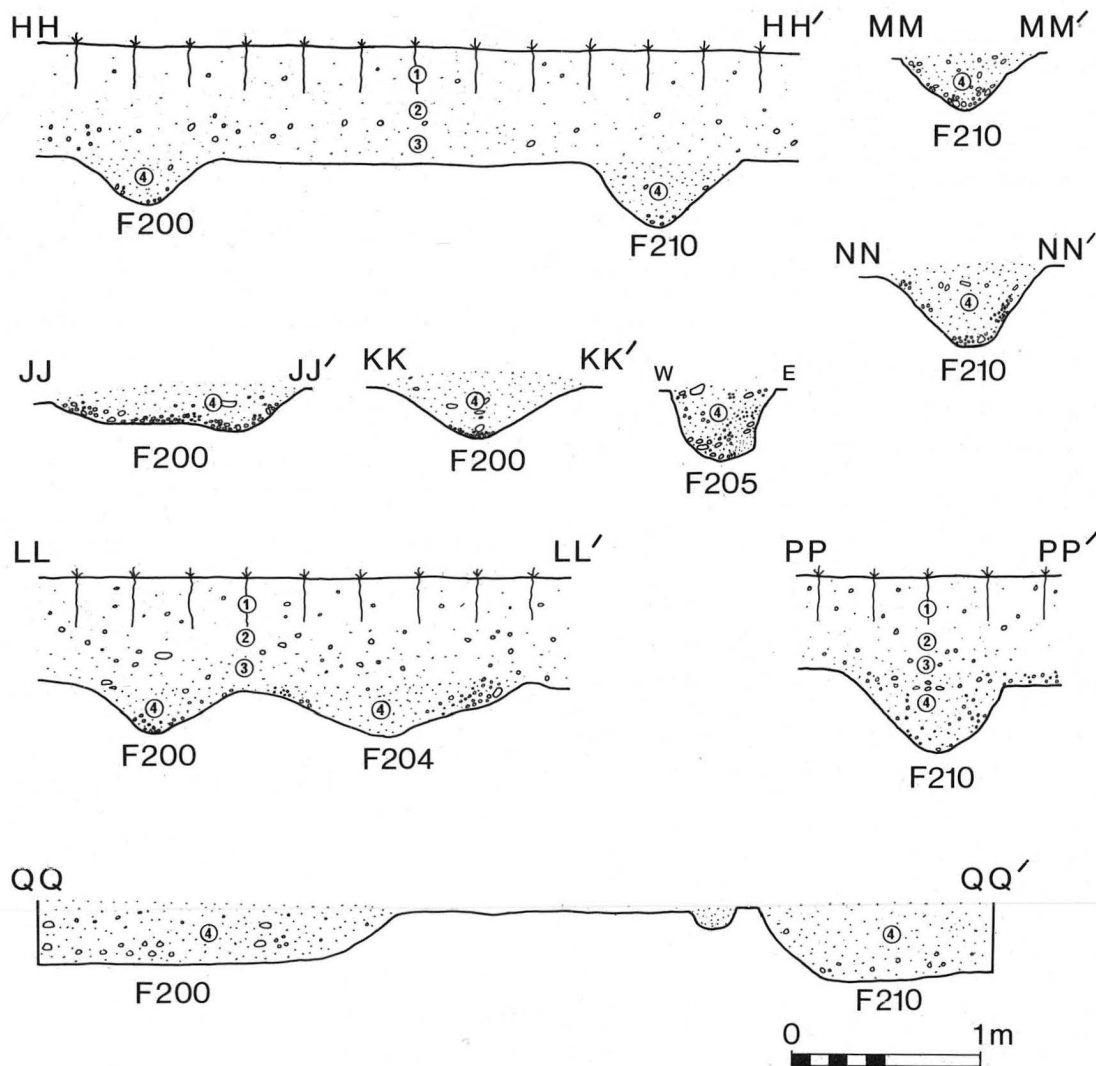 HH HH′ MM MM′
① ② ③ ④ ④
F200 F210
④
F210
NN NN′
④
F210
JJ JJ′ KK KK′ W E
④ ④ ④
F200 F200 F205
LL LL′ PP PP′
① ② ③ ④ ④
F200 F204
① ② ③ ④
F210
QQ QQ′
④ ④
F200 F210
0 1m